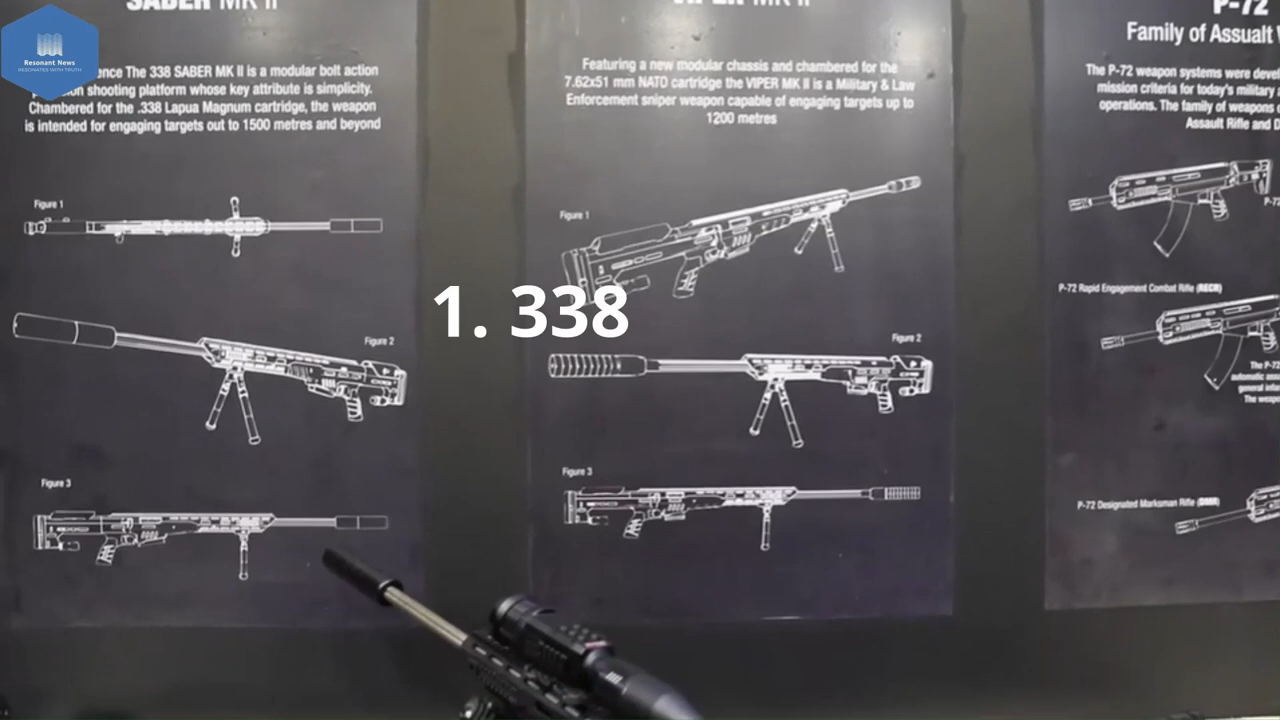 SABER MK II
Resonant News
RESONATES WITH TRUTH
ence The 338 SABER MK II is a modular bolt action
on shooting platform whose key attribute is simplicity.
Chambered for the .338 Lapua Magnum cartridge, the weapon
is intended for engaging targets out to 1500 metres and beyond
Figure 1
Figure 2
Figure 3
MK II
Featuring a new modular chassis and chambered for the
7.62x51 mm NATO cartridge the VIPER MK II is a Military & Law
Enforcement sniper weapon capable of engaging targets up to
1200 metres
Figure 1
1. 338
Figure 2
Figure 3
P-72
Family of Assualt
The P-72 weapon systems were
mission criteria for today's military
operations. The family of weapons
Assault Rifle and
P-72 Rapid Engagement Combat Rifle (RECR)
The P-72
automatic
general
The
P-72 Designated Marksman Rifle (DMR)